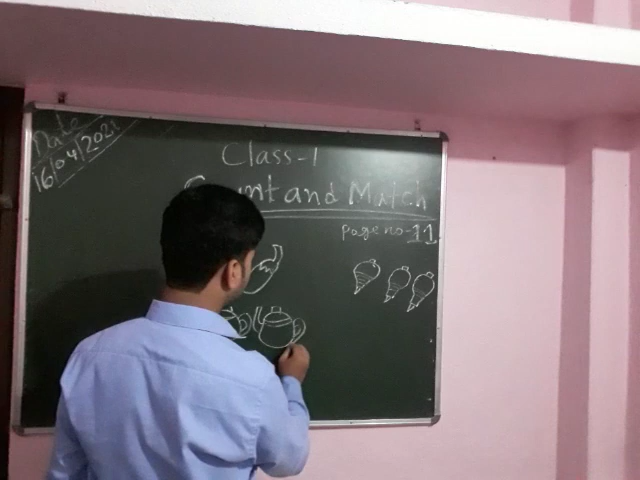 Date
16/04/2021
Class-1
Count and Match
Page no-11